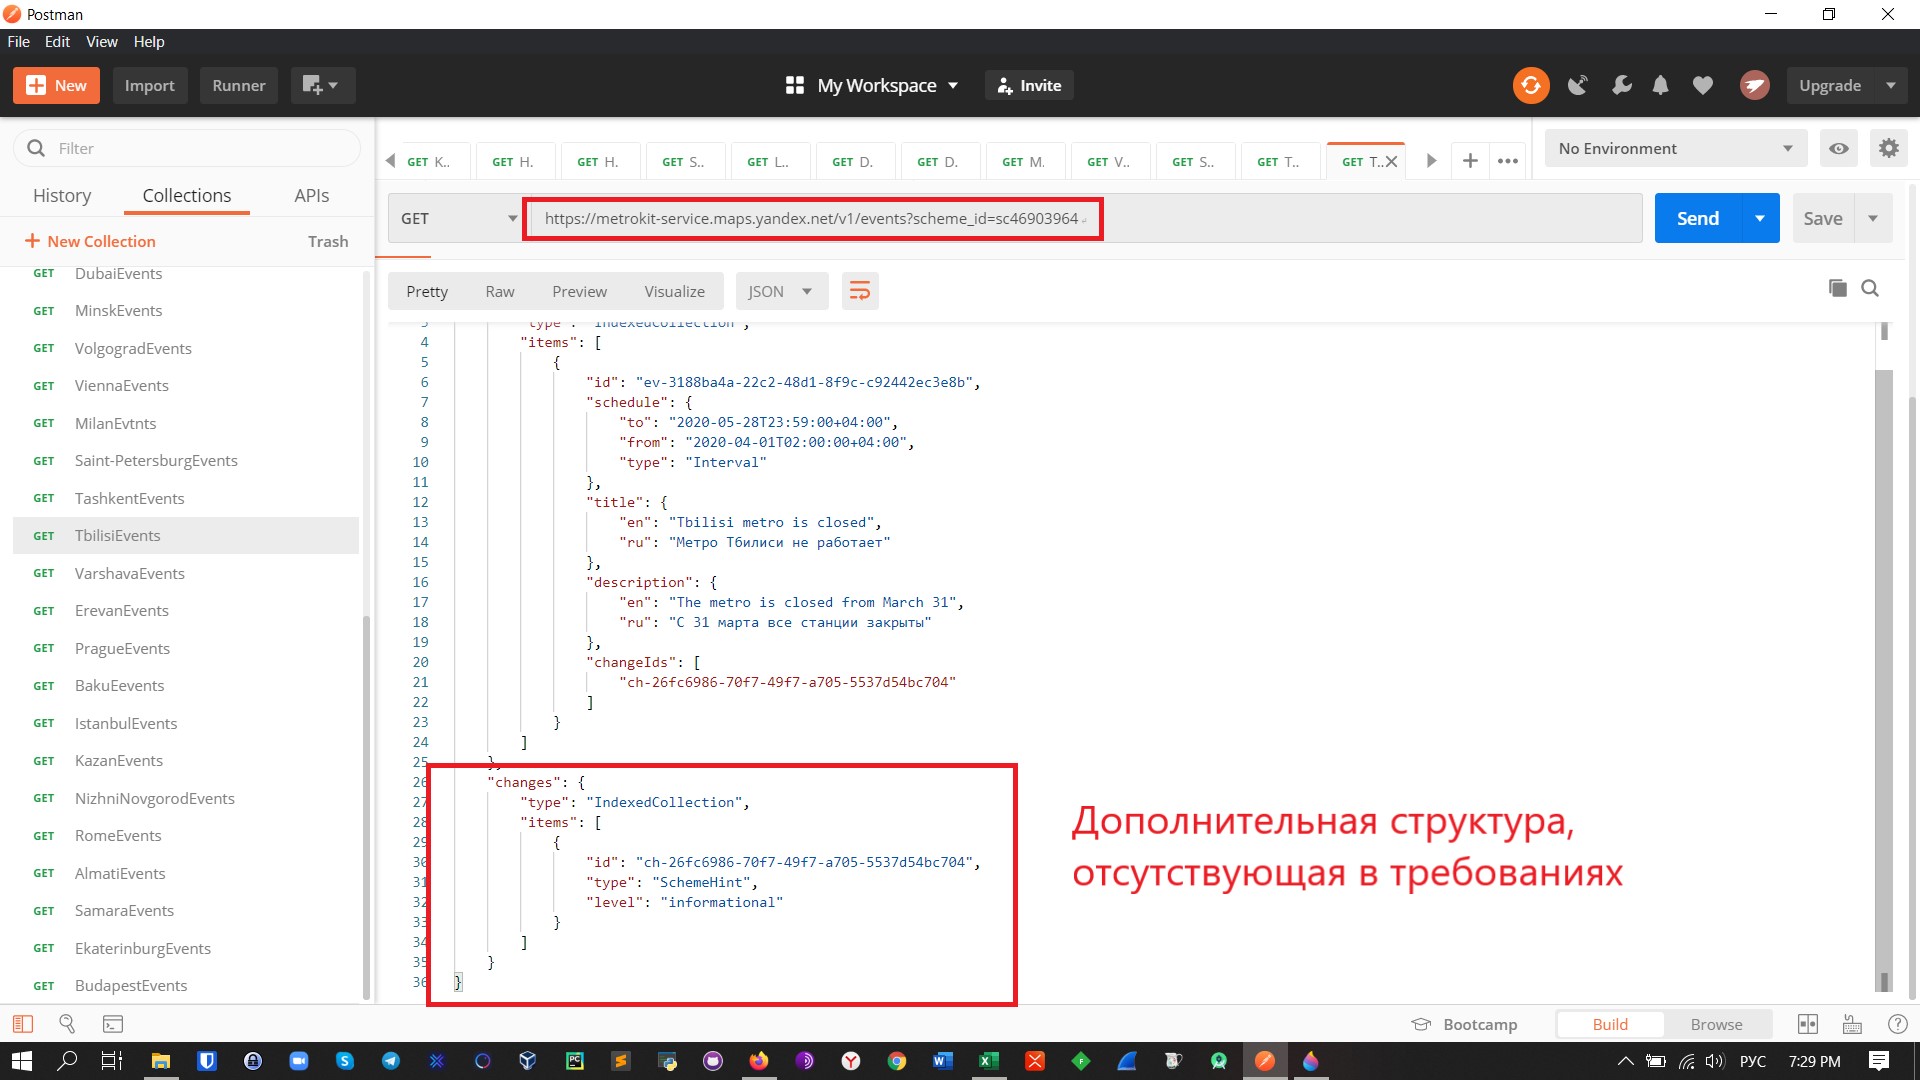 Postman
File Edit View Help
New Import Runner My Workspace Invite Upgrade
Filter
History Collections APIs
New Collection Trash
GET DubaiEvents
GET MinskEvents
GET VolgogradEvents
GET ViennaEvents
GET MilanEvtnts
GET Saint-PetersburgEvents
GET TashkentEvents
GET TbilisiEvents
GET VarshavaEvents
GET ErevanEvents
GET PragueEvents
GET BakuEevents
GET IstanbulEvents
GET KazanEvents
GET NizhniNovgorodEvents
GET RomeEvents
GET AlmatiEvents
GET SamaraEvents
GET EkaterinburgEvents
GET BudapestEvents
GET K.. GET H. GET H. GET S.. GET L.. GET D. GET D. GET M. GET V.. GET S.. GET T.. GET T..
No Environment
GET https://metrokit-service.maps.yandex.net/v1/events?scheme_id=sc46903964 Send Save
Pretty Raw Preview Visualize JSON
3 "type": "IndexedCollection",
4 "items": [
5 {
6 "id": "ev-3188ba4a-22c2-48d1-8f9c-c92442ec3e8b",
7 "schedule": {
8 "to": "2020-05-28T23:59:00+04:00",
9 "from": "2020-04-01T02:00:00+04:00",
10 "type": "Interval"
11 },
12 "title": {
13 "en": "Tbilisi metro is closed",
14 "ru": "Метро Тбилиси не работает"
15 },
16 "description": {
17 "en": "The metro is closed from March 31",
18 "ru": "С 31 марта все станции закрыты"
19 },
20 "changeIds": [
21 "ch-26fc6986-70f7-49f7-a705-5537d54bc704"
22 ]
23 }
24 ]
25 },
26 "changes": {
27 "type": "IndexedCollection",
28 "items": [
29 {
30 "id": "ch-26fc6986-70f7-49f7-a705-5537d54bc704",
31 "type": "SchemeHint",
32 "level": "informational"
33 }
34 ]
35 }
36 }
Дополнительная структура,
отсутствующая в требованиях
Bootcamp Build Browse
РУС 7:29 PM